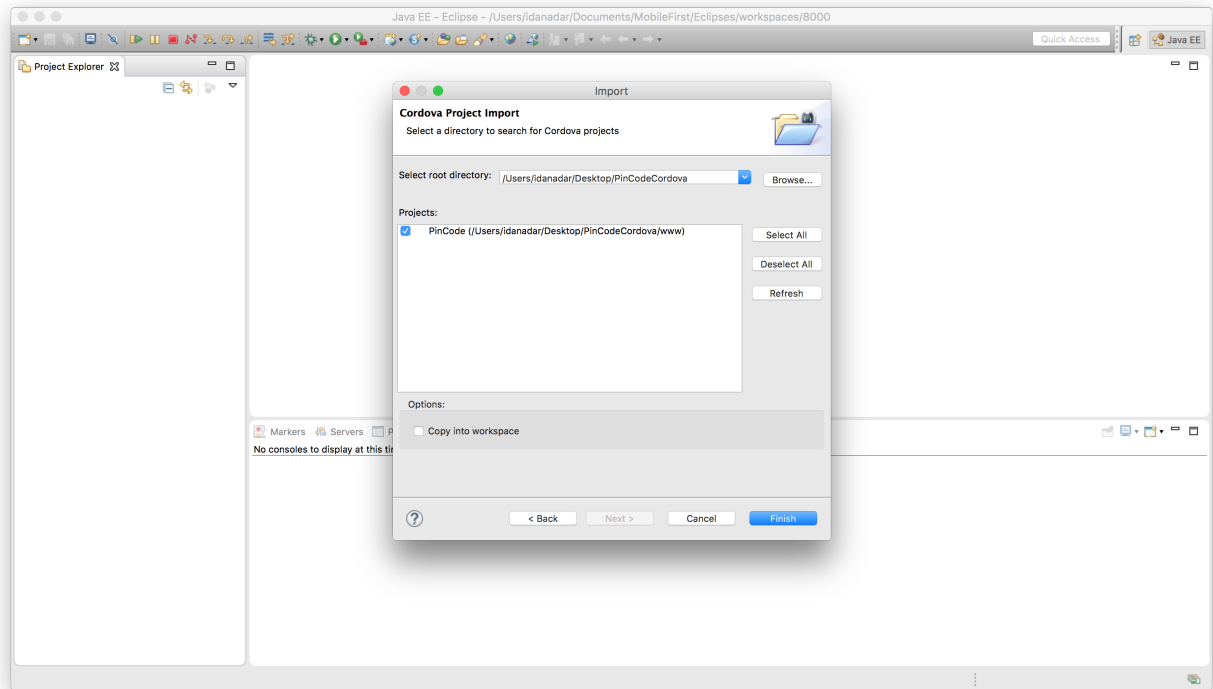 Java EE - Eclipse - /Users/idanadar/Documents/MobileFirst/Eclipses/workspaces/8000
Quick Access
Java EE
Project Explorer
Import
Cordova Project Import
Select a directory to search for Cordova projects
Select root directory: /Users/idanadar/Desktop/PinCodeCordova Browse...
Projects:
PinCode (/Users/idanadar/Desktop/PinCodeCordova/www)
Select All
Deselect All
Refresh
Options:
Copy into workspace
Markers Servers P
No consoles to display at this ti
? < Back Next > Cancel Finish